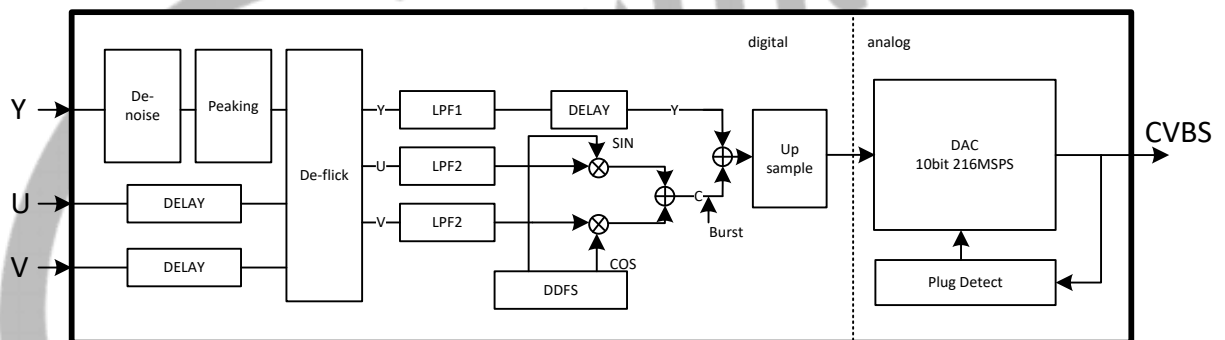 digital
analog
De-
noise
Peaking
De-flick
Y
LPF1
DELAY
Y
Up
sample
DAC
10bit 216MSPS
CVBS
Y
SIN
U
LPF2
U
DELAY
V
LPF2
C
Burst
V
DELAY
COS
DDFS
Plug Detect